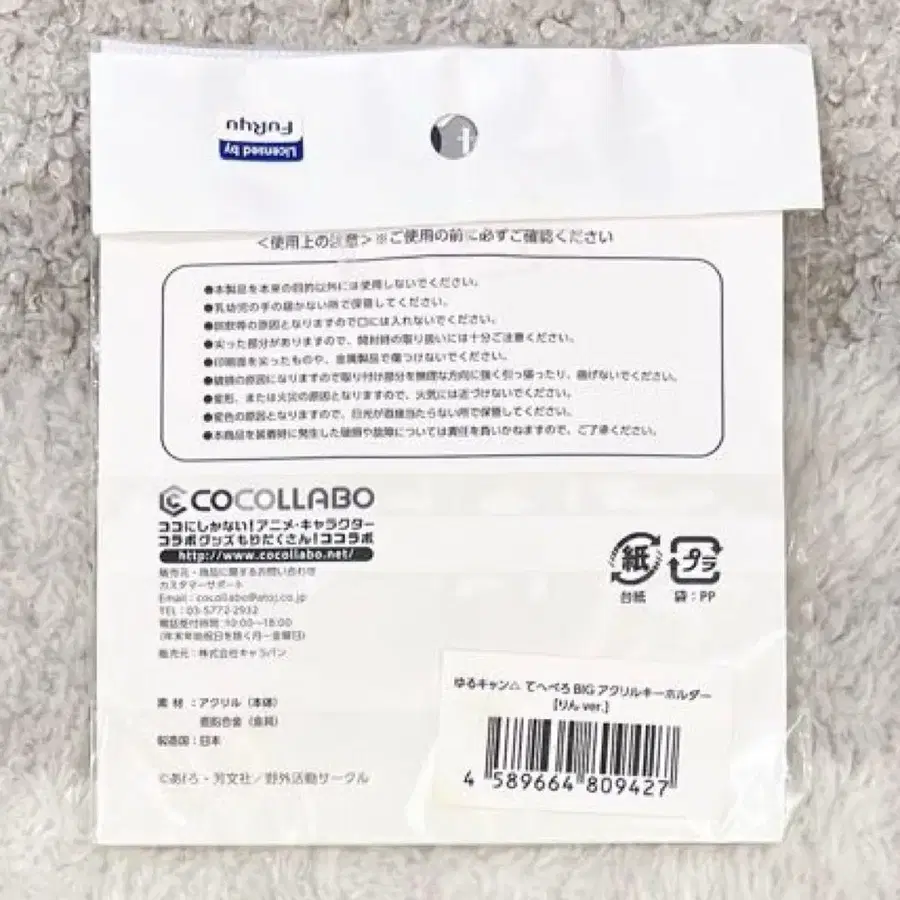 Licensed by
FuRyu
<使用上の注意>※ご使用の前に必ずご確認ください
●本製品を本来の目的以外には使用しないでください。
●乳幼児の手の届かない所で保管してください。
●誤飲等の原因となりますので口には入れないでください。
●尖った部分がありますので、開封時の取り扱いには十分ご注意ください。
●印刷面を尖ったものや、金属製品で傷つけないでください。
●破損の原因になりますので取り付け部分を無理な方向に強く引っ張ったり、曲げないでください。
●変形、または火災の原因となりますので、火気には近づけないでください。
●変色の原因となりますので、日光が直接当たらない所で保管してください。
●本商品を装着時に発生した破損や故障については責任を負いかねますので、ご了承ください。
COCOLLABO
ココにしかない!アニメ・キャラクター
コラボグッズもりだくさん!ココラボ
http://www.cocollabo.net/
販売元・商品に関するお問い合わせ
カスタマーサポート
Email:cocollabo@atoj.co.jp
TEL:03-5772-2932
電話受付時間:10:00~18:00
(年末年始祝日を除く月~金曜日)
販売元:株式会社キャラバン
紙
プラ
台紙
袋:PP
素 材:アクリル(本体)
亜鉛合金(金具)
製造国:日本
©あfろ・芳文社/野外活動サークル
ゆるキャン△ てへぺろ BIG アクリルキーホルダー
[りん ver.]
4 589664 809427